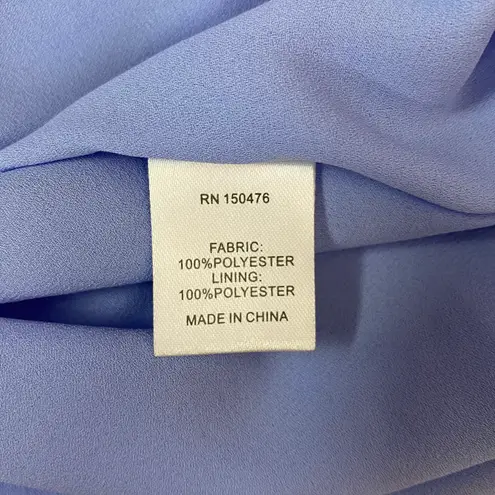 RN 150476
FABRIC:
100%POLYESTER
LINING:
100%POLYESTER
MADE IN CHINA